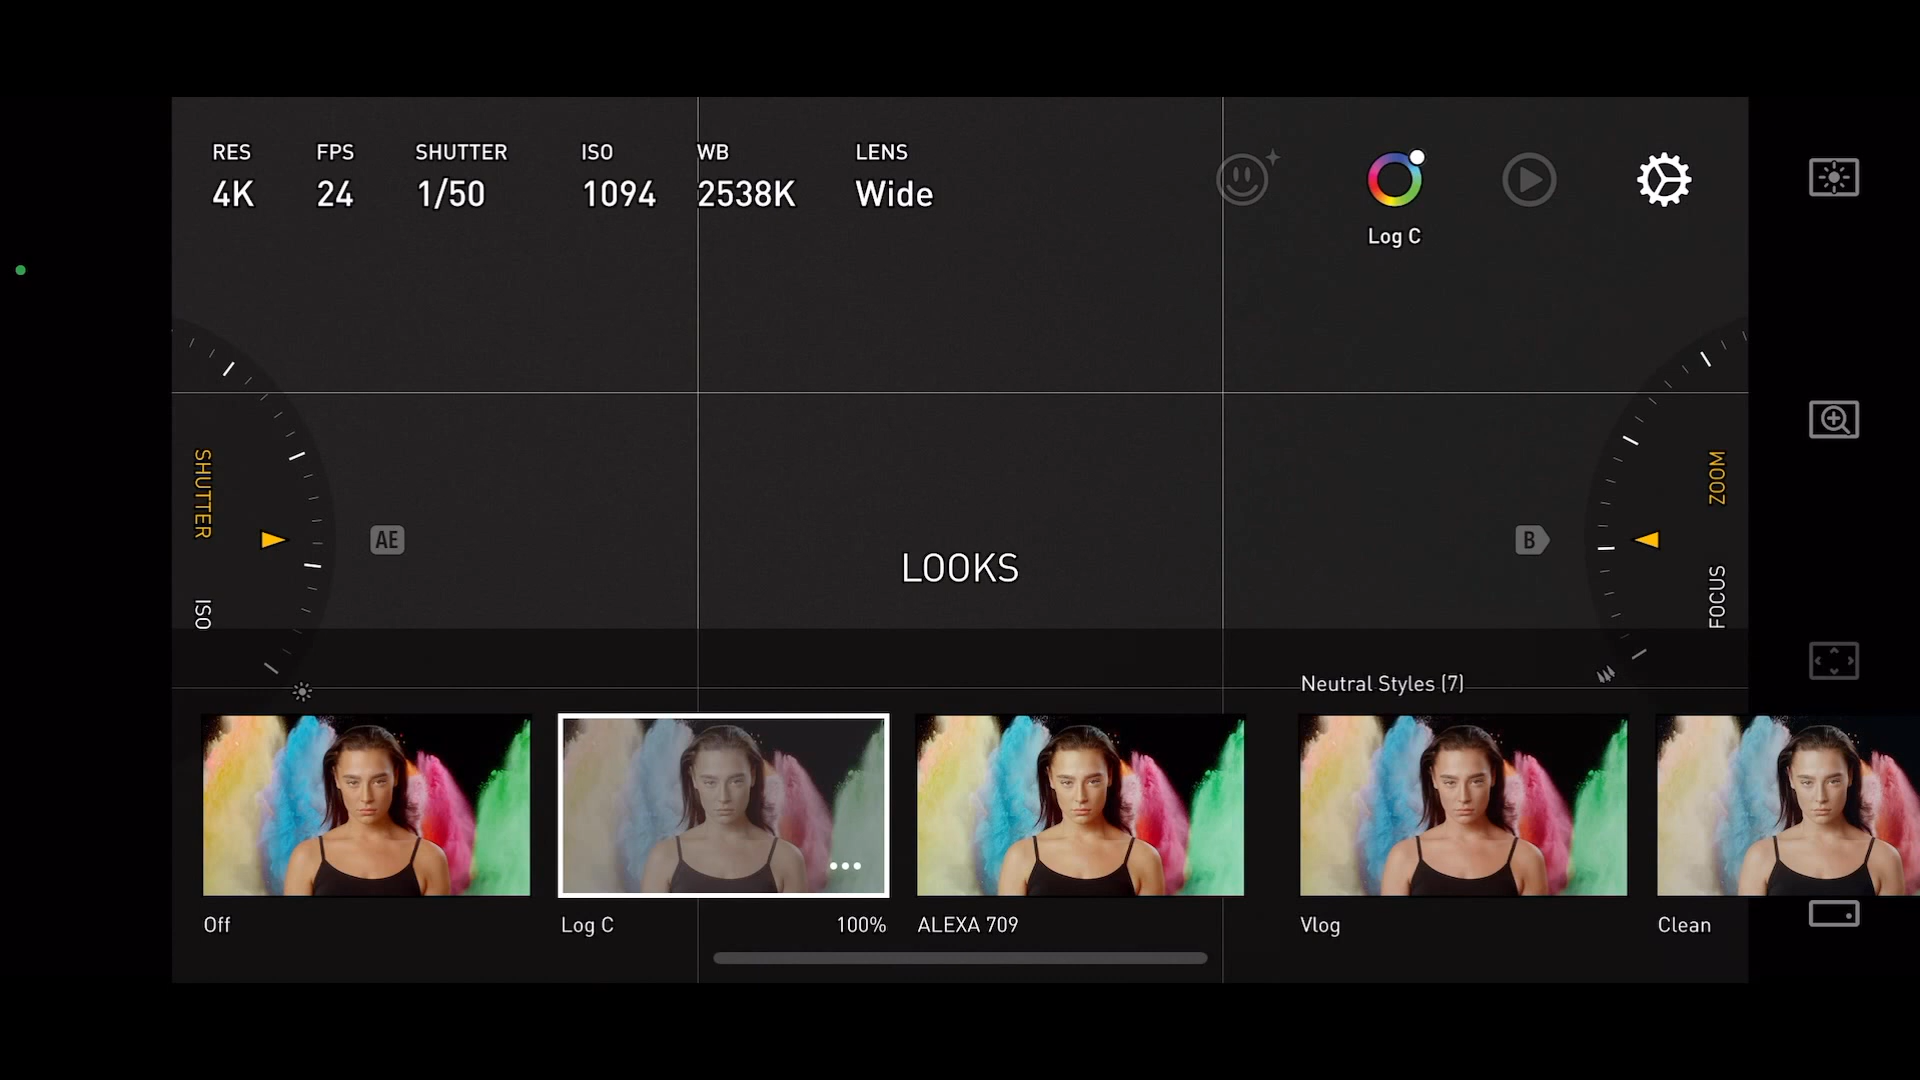 RES FPS SHUTTER ISO WB LENS
4K 24 1/50 1094 2538K Wide
Log C
SHUTTER
ISO
AE
LOOKS
B
ZOOM
FOCUS
Neutral Styles (7)
Off
Log C 100%
ALEXA 709
Vlog
Clean